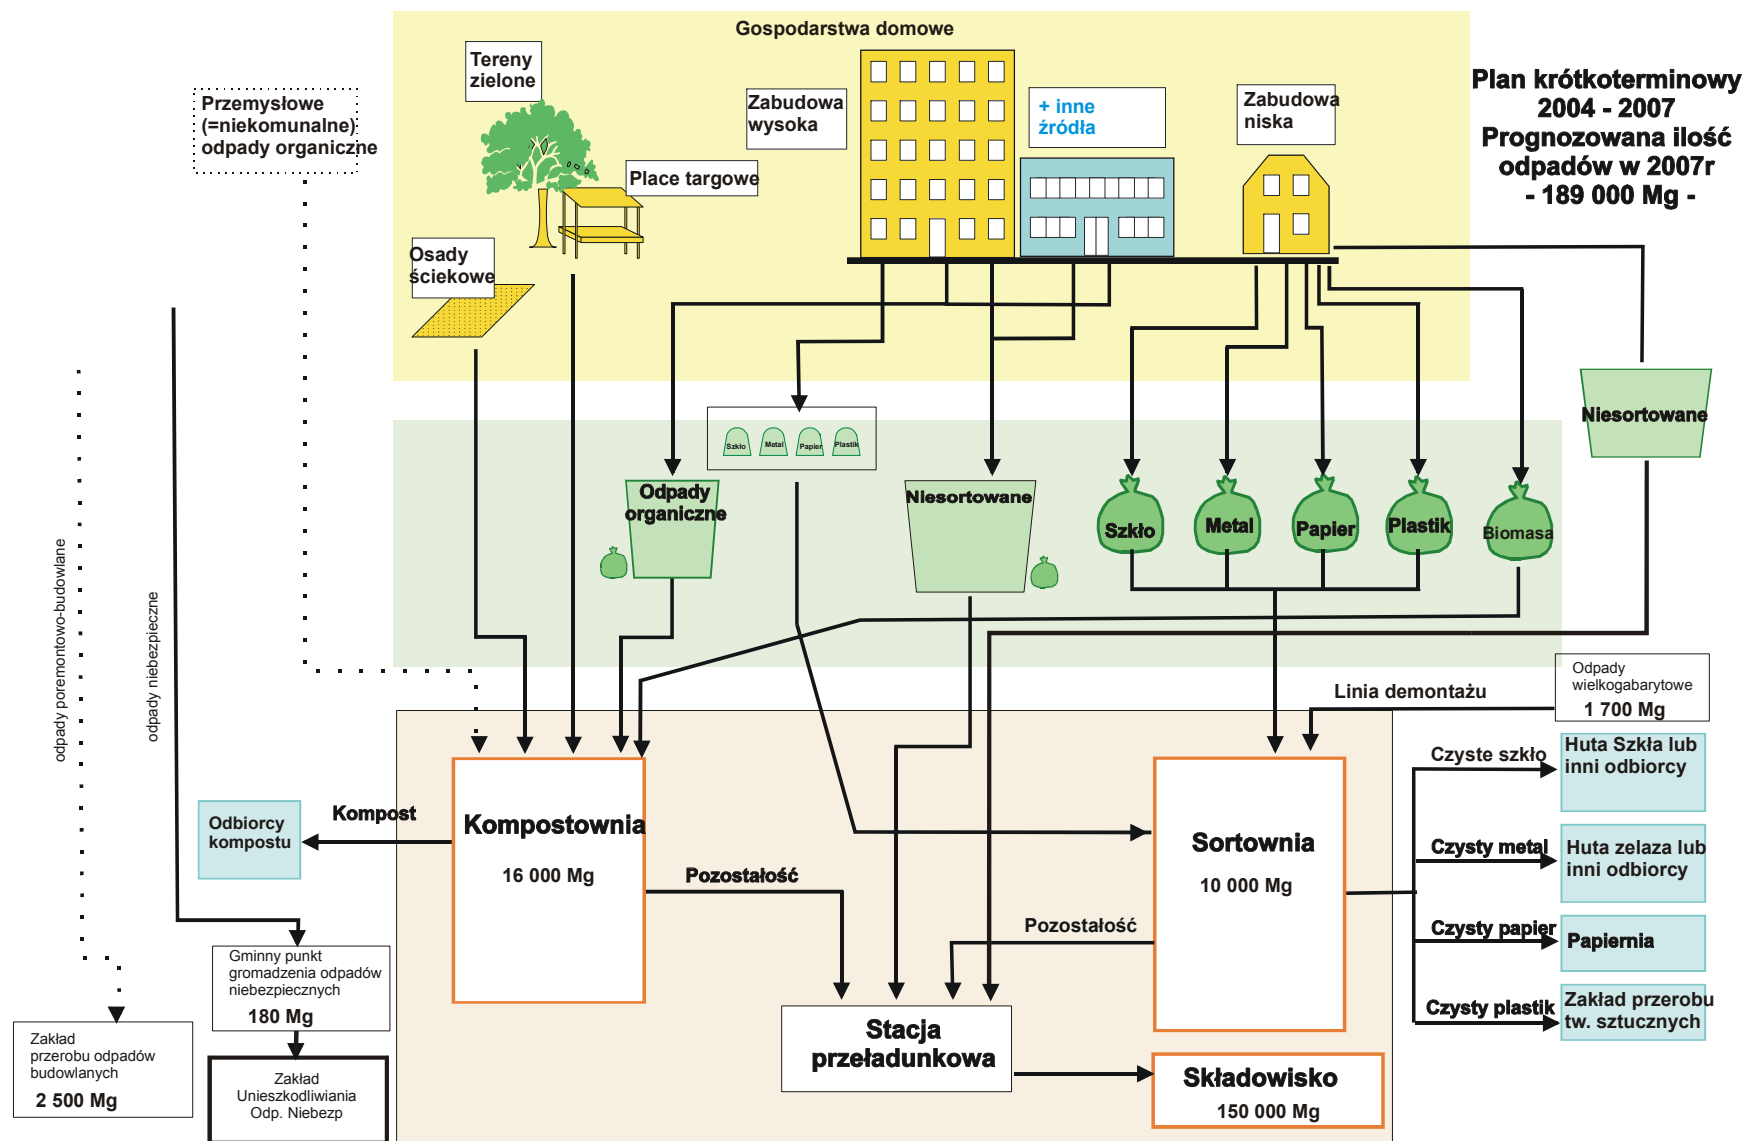 Gospodarstwa domowe
Plan krótkoterminowy
2004 - 2007
Prognozowana ilość
odpadów w 2007r
- 189 000 Mg -
Tereny
zielone
Przemysłowe
(=niekomunalne)
odpady organiczne
Zabudowa
wysoka
+ inne
źródła
Zabudowa
niska
Place targowe
Osady
ściekowe
Niesortowane
Szkło
Metal
Papier
Plastik
Odpady
organiczne
Niesortowane
Szkło
Metal
Papier
Plastik
Biomasa
odpady poremontowo-budowlane
odpady niebezpieczne
Odpady
wielkogabarytowe
1 700 Mg
Linia demontażu
Czyste szkło
Huta Szkła lub
inni odbiorcy
Czysty metal
Huta zelaza lub
inni odbiorcy
Czysty papier
Papiernia
Czysty plastik
Zakład przerobu
tw. sztucznych
Odbiorcy
kompostu
Kompost
Kompostownia
16 000 Mg
Pozostałość
Sortownia
10 000 Mg
Pozostałość
Gminny punkt
gromadzenia odpadów
niebezpiecznych
180 Mg
Zakład
przerobu odpadów
budowlanych
2 500 Mg
Zakład
Unieszkodliwiania
Odp. Niebezp
Stacja
przeładunkowa
Składowisko
150 000 Mg